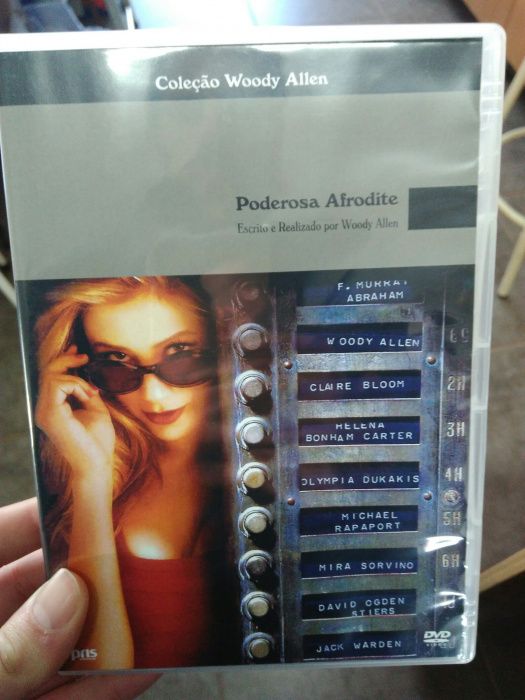 Coleção Woody Allen
Poderosa Afrodite
Escrito e Realizado por Woody Allen
F. MURRAY
ABRAHAM
WOODY ALLEN
CLAIRE BLOOM
2H
HELENA
BONHAM CARTER
3H
OLYMPIA DUKAKIS
4H
MICHAEL
RAPAPORT
5H
MIRA SORVINO
6H
DAVID OGDEN
STIERS
JACK WARDEN
DVD
VIDEO